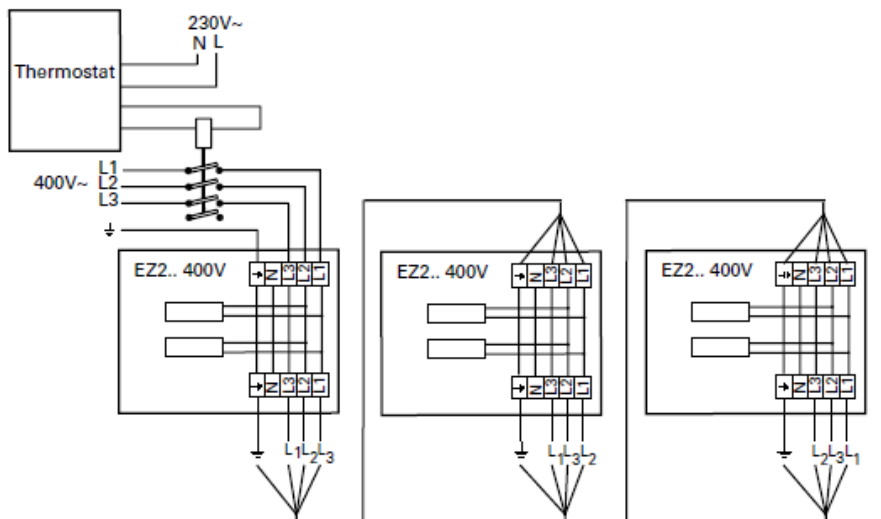 230V~
N L
Thermostat
L1
400V~ L2
L3
EZ2.. 400V
N L3 L2 L1
N L3 L2 L1
L1 L2 L3
EZ2.. 400V
N L3 L2 L1
N L3 L2 L1
L1 L3 L2
EZ2.. 400V
N L3 L2 L1
N L3 L2 L1
L2 L3 L1